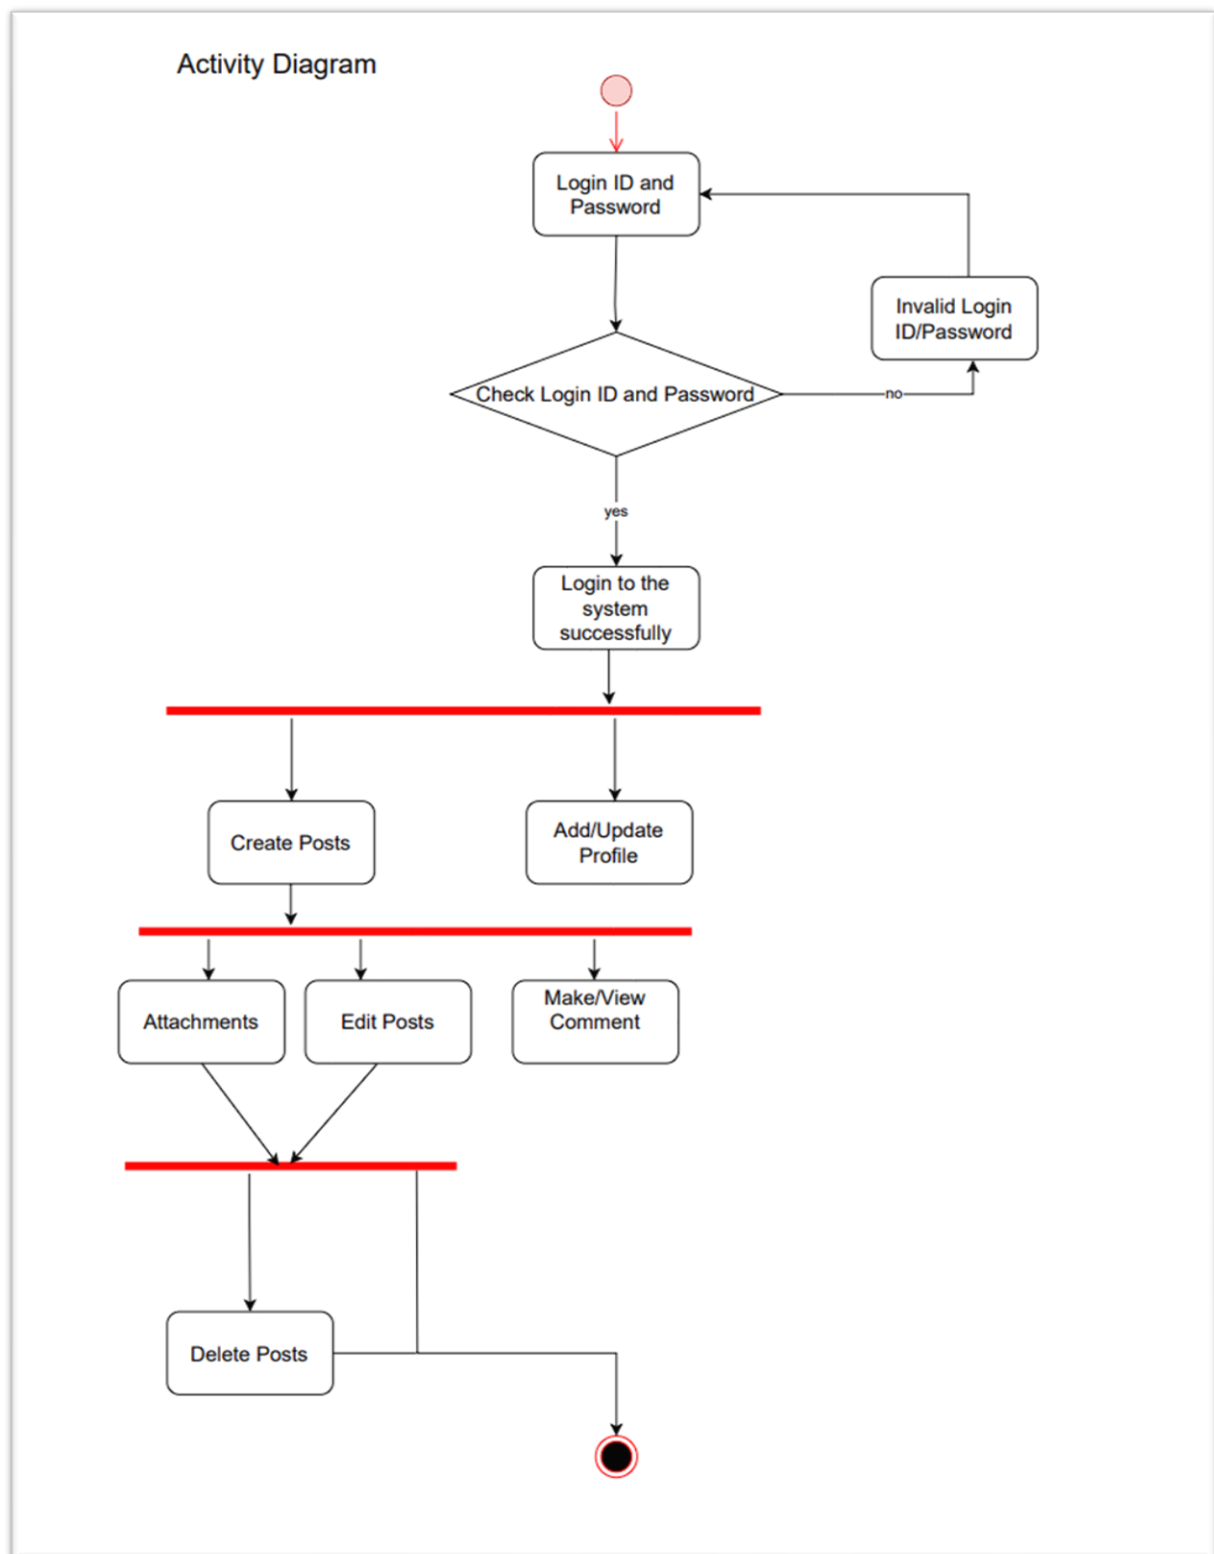 Activity Diagram
Login ID and
Password
Invalid Login
ID/Password
Check Login ID and Password
no
yes
Login to the
system
successfully
Create Posts
Add/Update
Profile
Attachments
Edit Posts
Make/View
Comment
Delete Posts